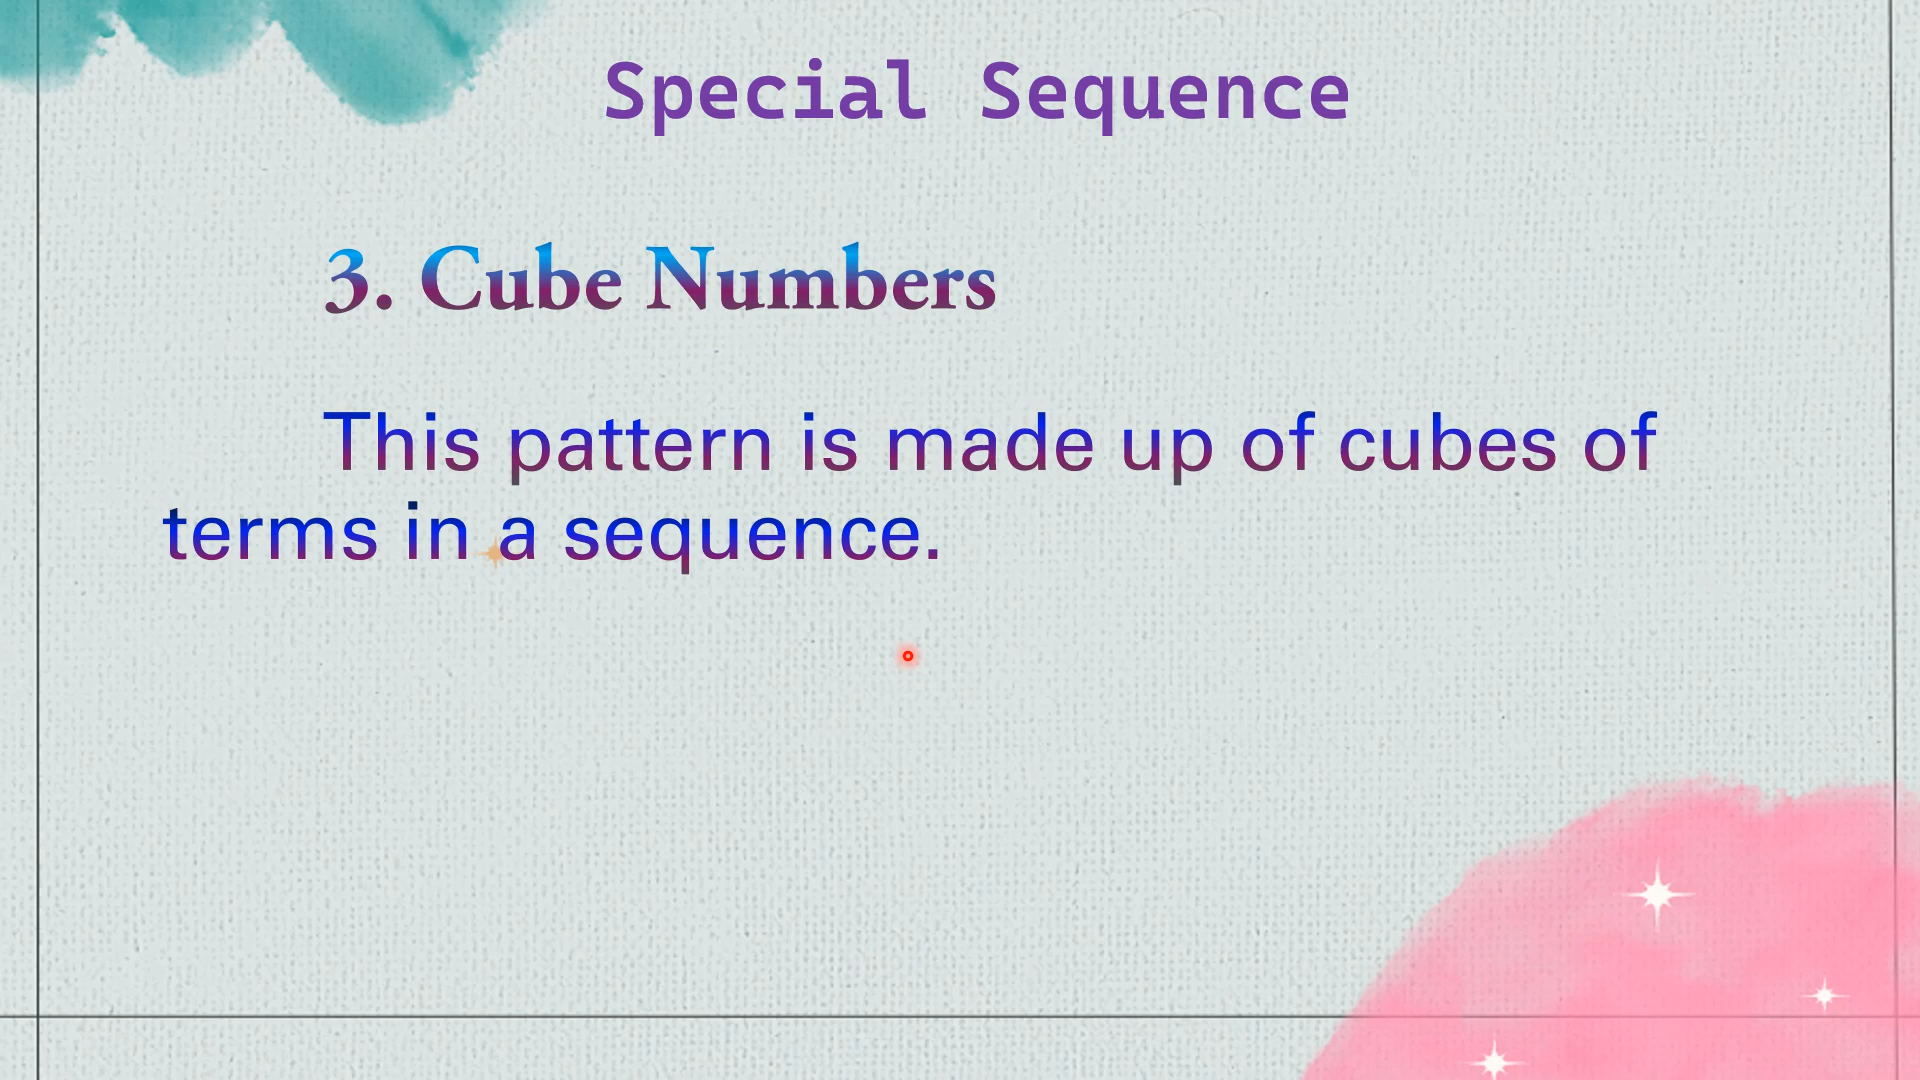 Special Sequence
3. Cube Numbers
This pattern is made up of cubes of
terms in a sequence.